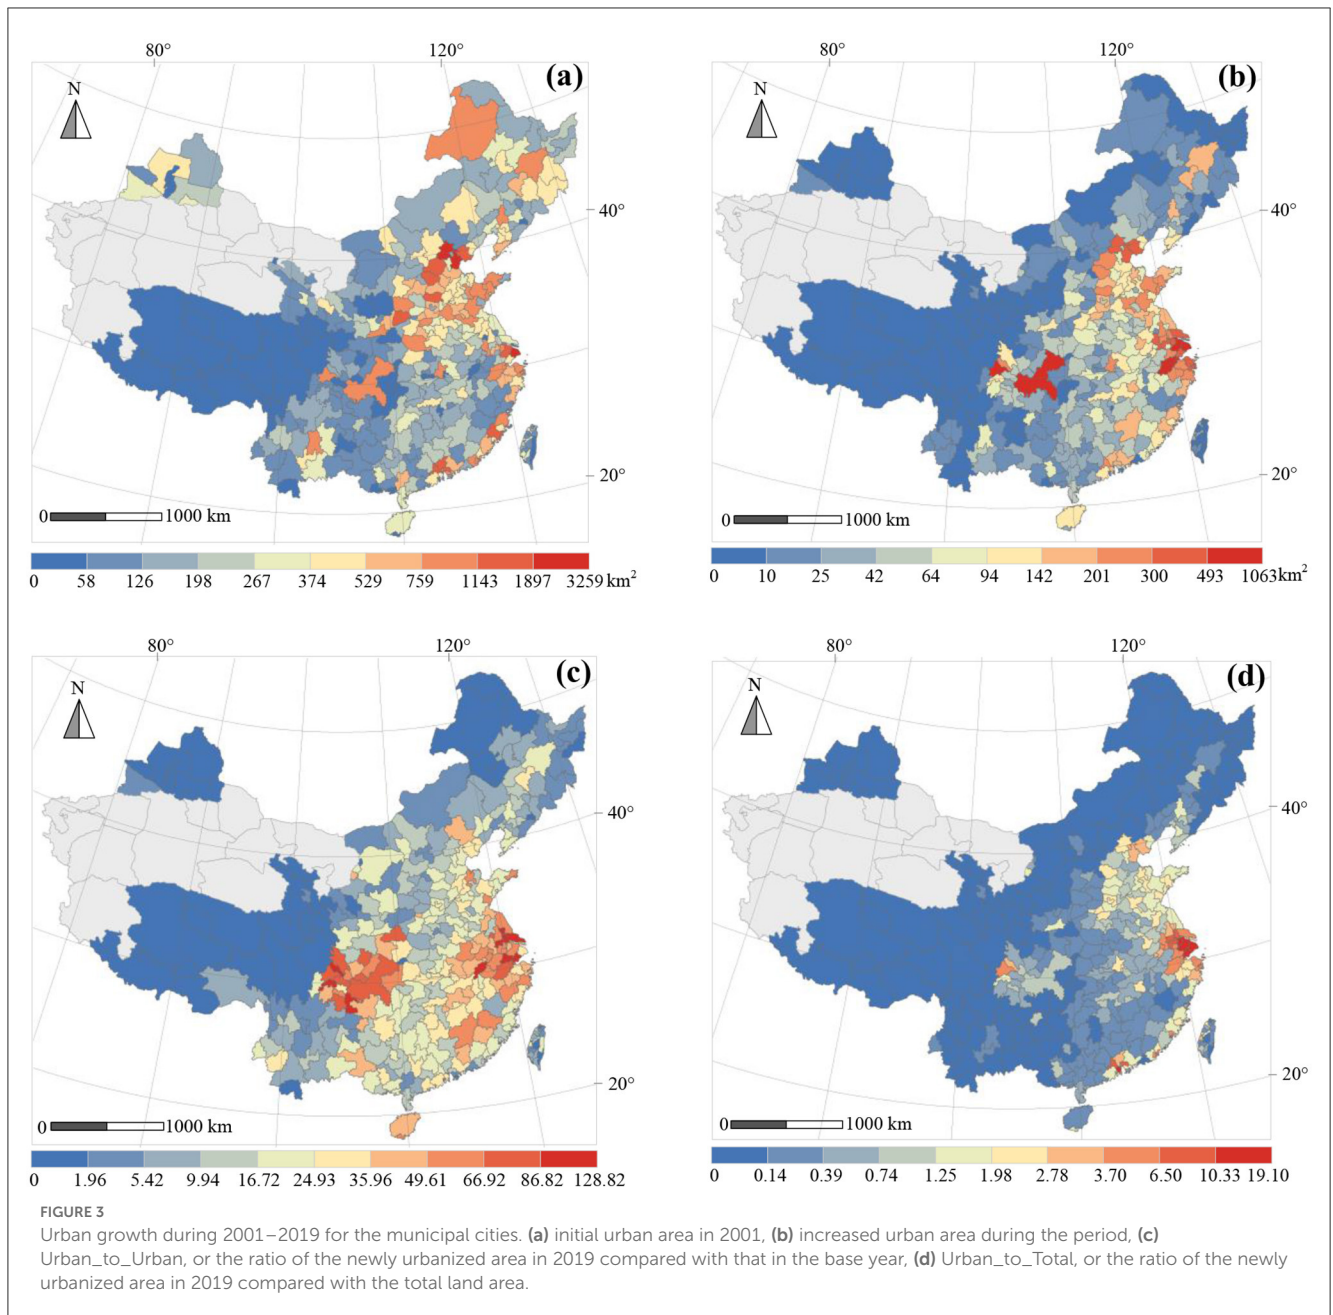 80° 120°
(a)
N
40°
20°
0 1000 km
0 58 126 198 267 374 529 759 1143 1897 3259 km²
80° 120°
(b)
N
40°
20°
0 1000 km
0 10 25 42 64 94 142 201 300 493 1063km²
80° 120°
(c)
N
40°
20°
0 1000 km
0 1.96 5.42 9.94 16.72 24.93 35.96 49.61 66.92 86.82 128.82
80° 120°
(d)
N
40°
20°
0 1000 km
0 0.14 0.39 0.74 1.25 1.98 2.78 3.70 6.50 10.33 19.10
FIGURE 3
Urban growth during 2001–2019 for the municipal cities. (a) initial urban area in 2001, (b) increased urban area during the period, (c)
Urban_to_Urban, or the ratio of the newly urbanized area in 2019 compared with that in the base year, (d) Urban_to_Total, or the ratio of the newly
urbanized area in 2019 compared with the total land area.